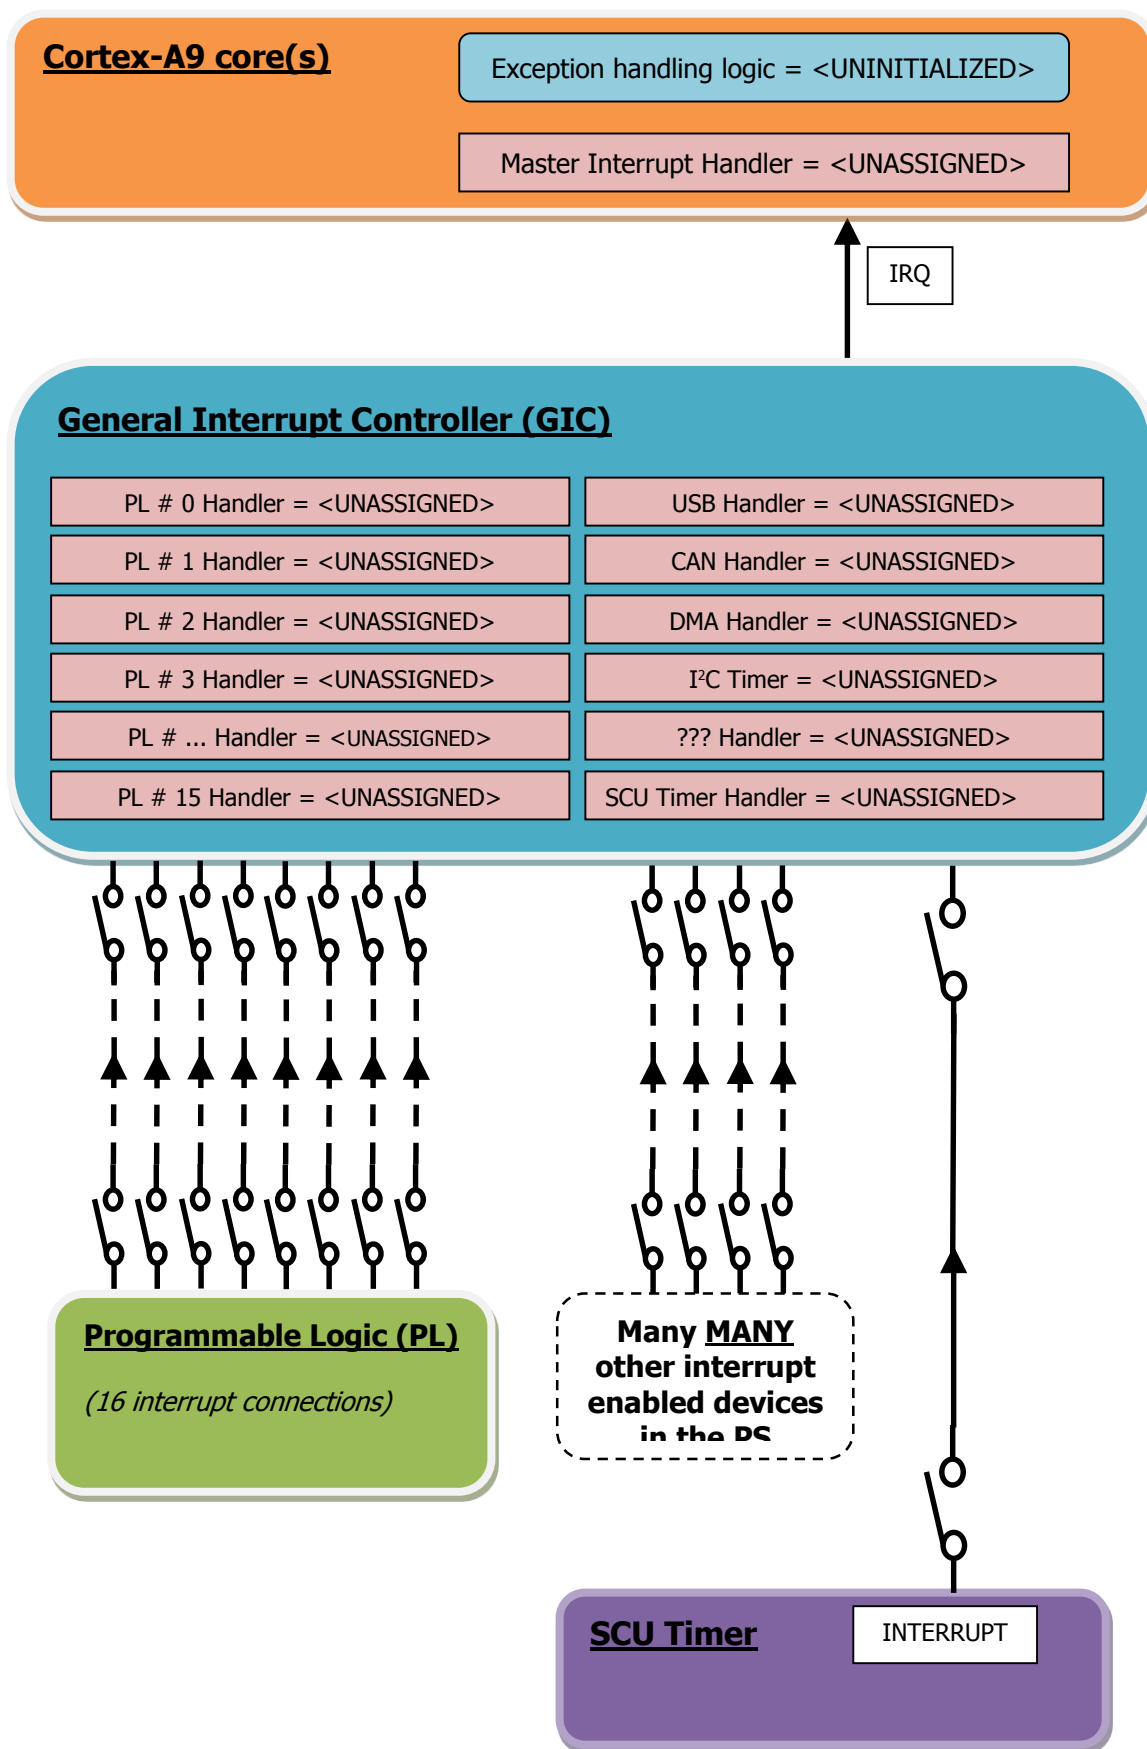 Cortex-A9 core(s)
Exception handling logic = <UNINITIALIZED>
Master Interrupt Handler = <UNASSIGNED>
IRQ
General Interrupt Controller (GIC)
PL # 0 Handler = <UNASSIGNED>
USB Handler = <UNASSIGNED>
PL # 1 Handler = <UNASSIGNED>
CAN Handler = <UNASSIGNED>
PL # 2 Handler = <UNASSIGNED>
DMA Handler = <UNASSIGNED>
PL # 3 Handler = <UNASSIGNED>
I²C Timer = <UNASSIGNED>
PL # ... Handler = <UNASSIGNED>
??? Handler = <UNASSIGNED>
PL # 15 Handler = <UNASSIGNED>
SCU Timer Handler = <UNASSIGNED>
Programmable Logic (PL)
(16 interrupt connections)
Many MANY
other interrupt
enabled devices
in the PS
SCU Timer
INTERRUPT